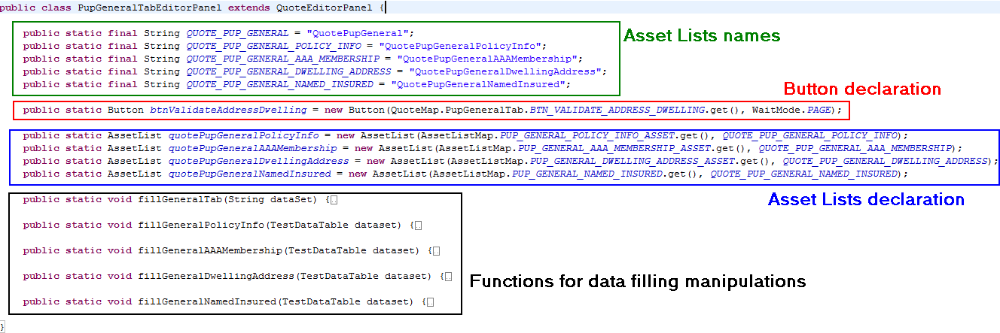 public class PupGeneralTabEditorPanel extends QuoteEditorPanel {
public static final String QUOTE_PUP_GENERAL = "QuotePupGeneral";
Asset Lists names
public static final String QUOTE_PUP_GENERAL_POLICY_INFO = "QuotePupGeneralPolicyInfo";
public static final String QUOTE_PUP_GENERAL_AAA_MEMBERSHIP = "QuotePupGeneralAAAMembership";
public static final String QUOTE_PUP_GENERAL_DWELLING_ADDRESS = "QuotePupGeneralDwellingAddress";
public static final String QUOTE_PUP_GENERAL_NAMED_INSURED = "QuotePupGeneralNamedInsured";
Button declaration
public static Button btnValidateAddressDwelling = new Button(QuoteMap.PupGeneralTab.BTN_VALIDATE_ADDRESS_DWELLING.get(), WaitMode.PAGE);
public static AssetList quotePupGeneralPolicyInfo = new AssetList(AssetListMap.PUP_GENERAL_POLICY_INFO_ASSET.get(), QUOTE_PUP_GENERAL_POLICY_INFO);
public static AssetList quotePupGeneralAAAMembership = new AssetList(AssetListMap.PUP_GENERAL_AAA_MEMBERSHIP_ASSET.get(), QUOTE_PUP_GENERAL_AAA_MEMBERSHIP);
public static AssetList quotePupGeneralDwellingAddress = new AssetList(AssetListMap.PUP_GENERAL_DWELLING_ADDRESS_ASSET.get(), QUOTE_PUP_GENERAL_DWELLING_ADDRESS);
public static AssetList quotePupGeneralNamedInsured = new AssetList(AssetListMap.PUP_GENERAL_NAMED_INSURED.get(), QUOTE_PUP_GENERAL_NAMED_INSURED);
Asset Lists declaration
public static void fillGeneralTab(String dataSet) {
public static void fillGeneralPolicyInfo(TestDataTable dataset) {
public static void fillGeneralAAAMembership(TestDataTable dataset) {
public static void fillGeneralDwellingAddress(TestDataTable dataset) {
Functions for data filling manipulations
public static void fillGeneralNamedInsured(TestDataTable dataset) {
}